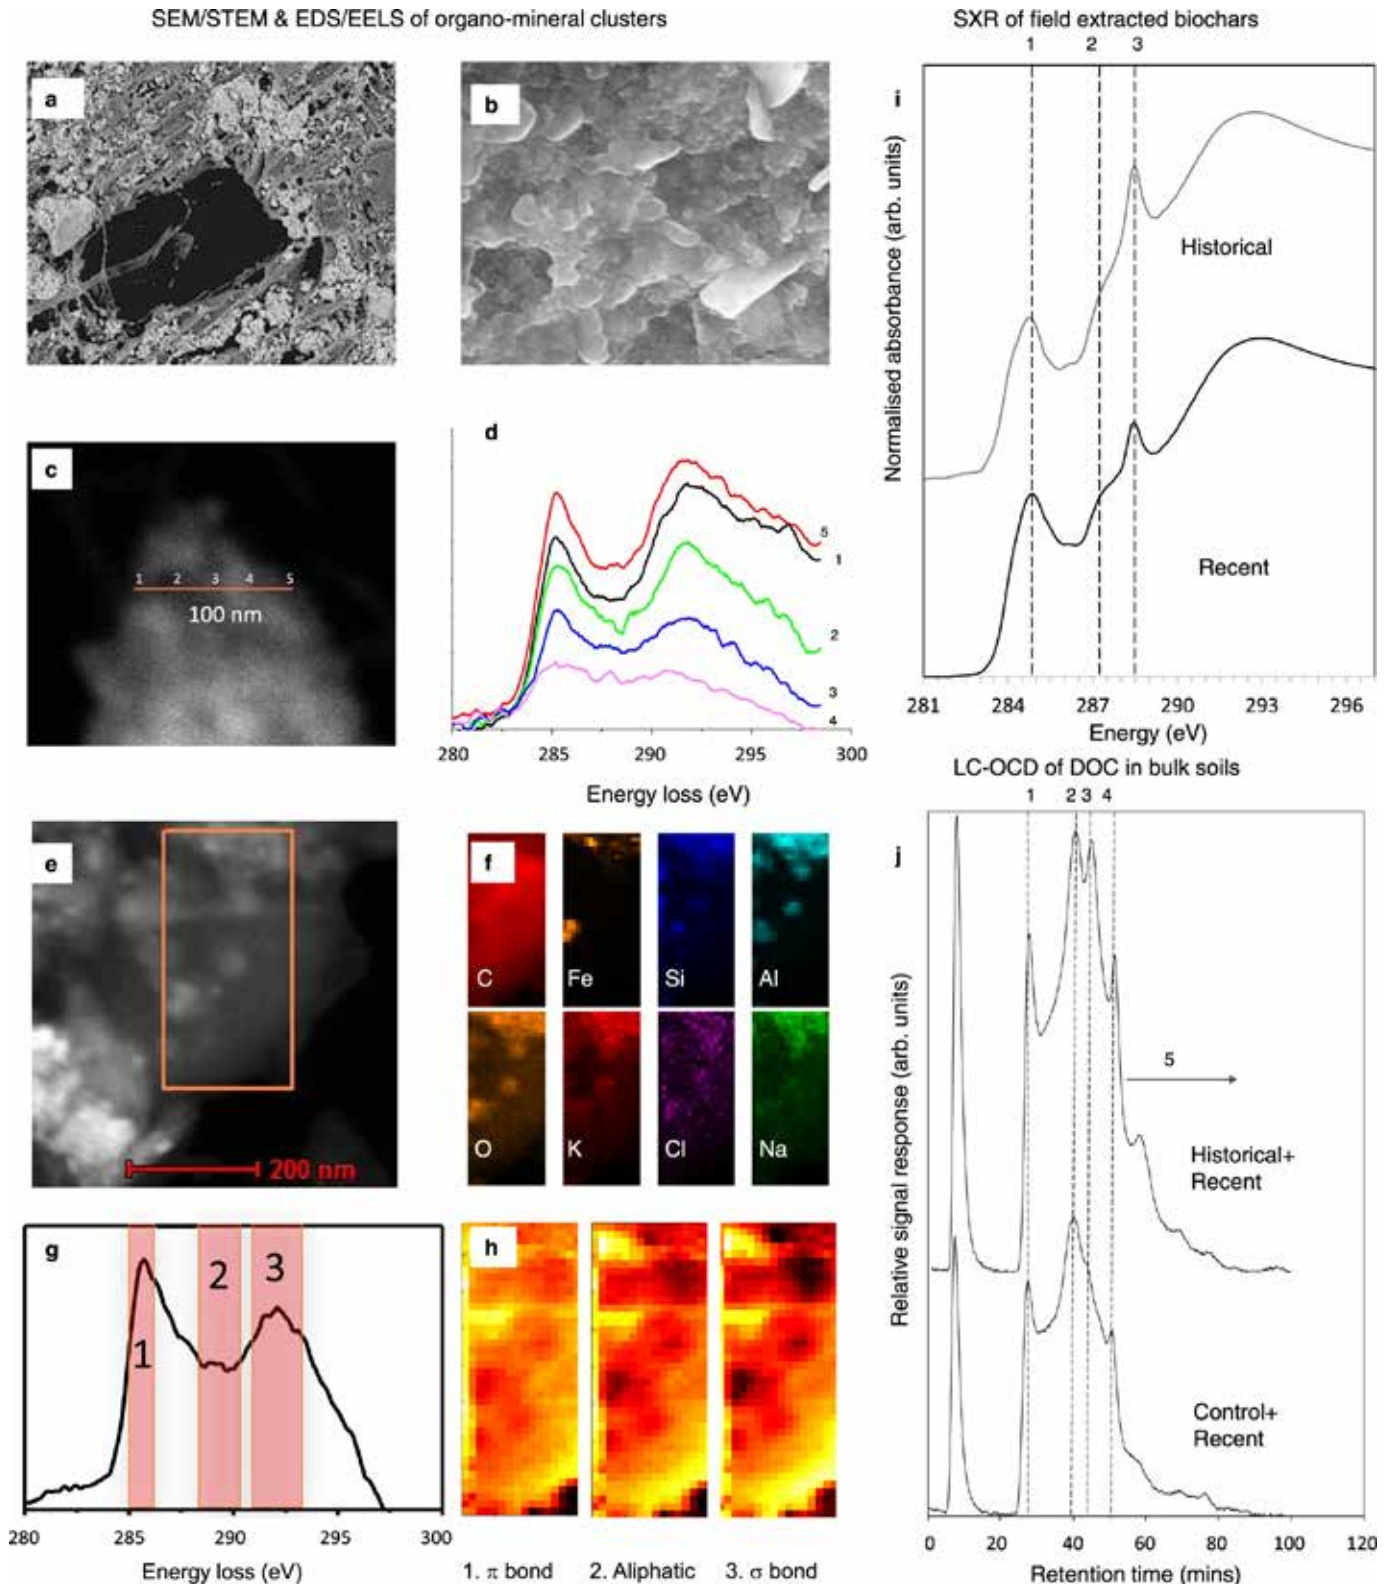 SEM/STEM & EDS/EELS of organo-mineral clusters
SXR of field extracted biochars
1 2 3
a
b
i
Historical
Recent
Normalised absorbance (arb. units)
281 284 287 290 293 296
Energy (eV)
c
1 2 3 4 5
100 nm
d
5
1
2
3
4
280 285 290 295 300
Energy loss (eV)
LC-OCD of DOC in bulk soils
1 2 3 4
e
200 nm
f
C Fe Si Al
O K Cl Na
j
5
Historical+
Recent
Control+
Recent
Relative signal response (arb. units)
0 20 40 60 80 100 120
Retention time (mins)
g
1 2 3
280 285 290 295 300
Energy loss (eV)
h
1. π bond 2. Aliphatic 3. σ bond